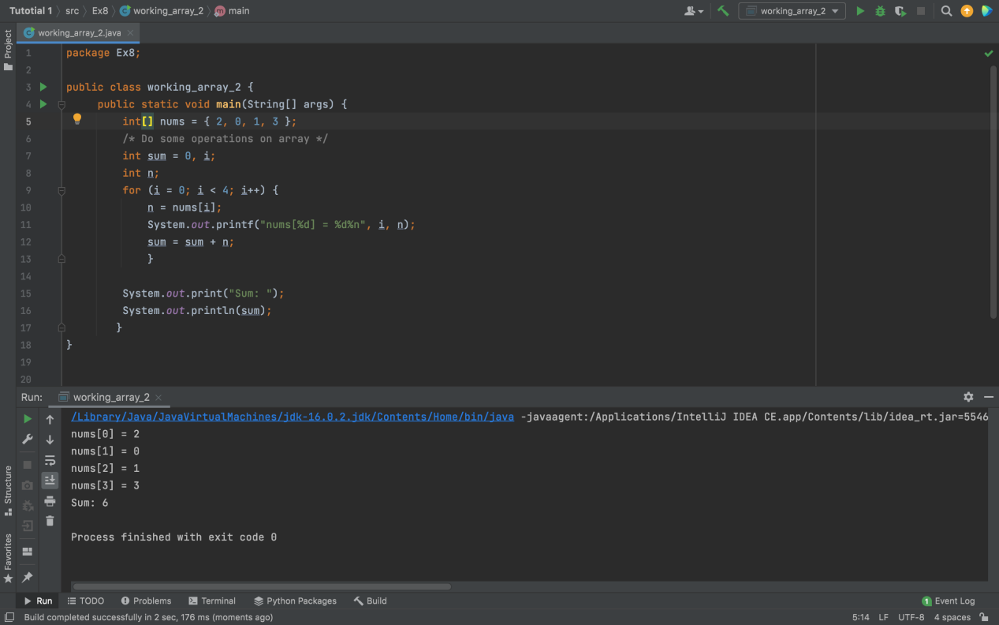 Tutotial 1 src Ex8 working_array_2 main working_array_2
Project
working_array_2.java
1 package Ex8;
2
3 public class working_array_2 {
4 public static void main(String[] args) {
5 int[] nums = { 2, 0, 1, 3 };
6 /* Do some operations on array */
7 int sum = 0, i;
8 int n;
9 for (i = 0; i < 4; i++) {
10 n = nums[i];
11 System.out.printf("nums[%d] = %d%n", i, n);
12 sum = sum + n;
13 }
14
15 System.out.print("Sum: ");
16 System.out.println(sum);
17 }
18 }
19
20
Run: working_array_2
/Library/Java/JavaVirtualMachines/jdk-16.0.2.jdk/Contents/Home/bin/java -javaagent:/Applications/IntelliJ IDEA CE.app/Contents/lib/idea_rt.jar=5546
nums[0] = 2
nums[1] = 0
nums[2] = 1
nums[3] = 3
Sum: 6
Process finished with exit code 0
Structure
Favorites
Run TODO Problems Terminal Python Packages Build 1 Event Log
Build completed successfully in 2 sec, 176 ms (moments ago) 5:14 LF UTF-8 4 spaces